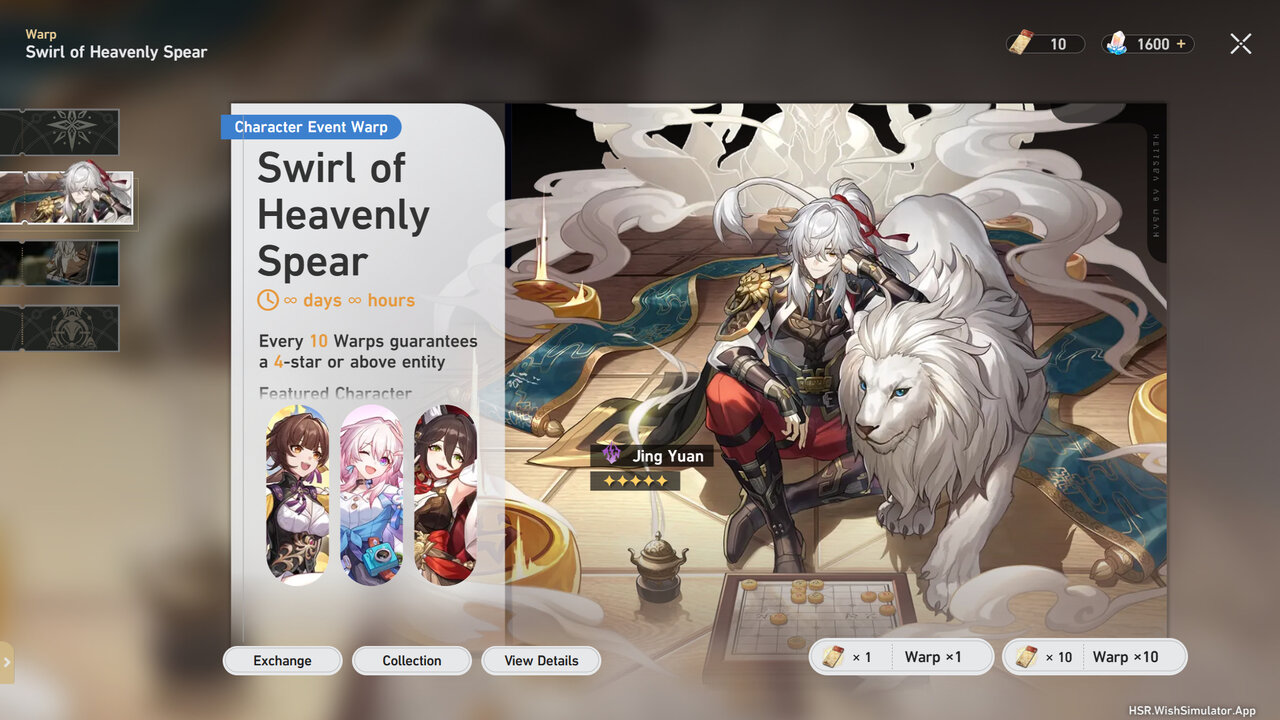 Warp
Swirl of Heavenly Spear
10
1600 +
Character Event Warp
Swirl of
Heavenly
Spear
∞ days ∞ hours
Every 10 Warps guarantees
a 4-star or above entity
Featured Character
Jing Yuan
Exchange
Collection
View Details
× 1
Warp ×1
× 10
Warp ×10
HSR.WishSimulator.App